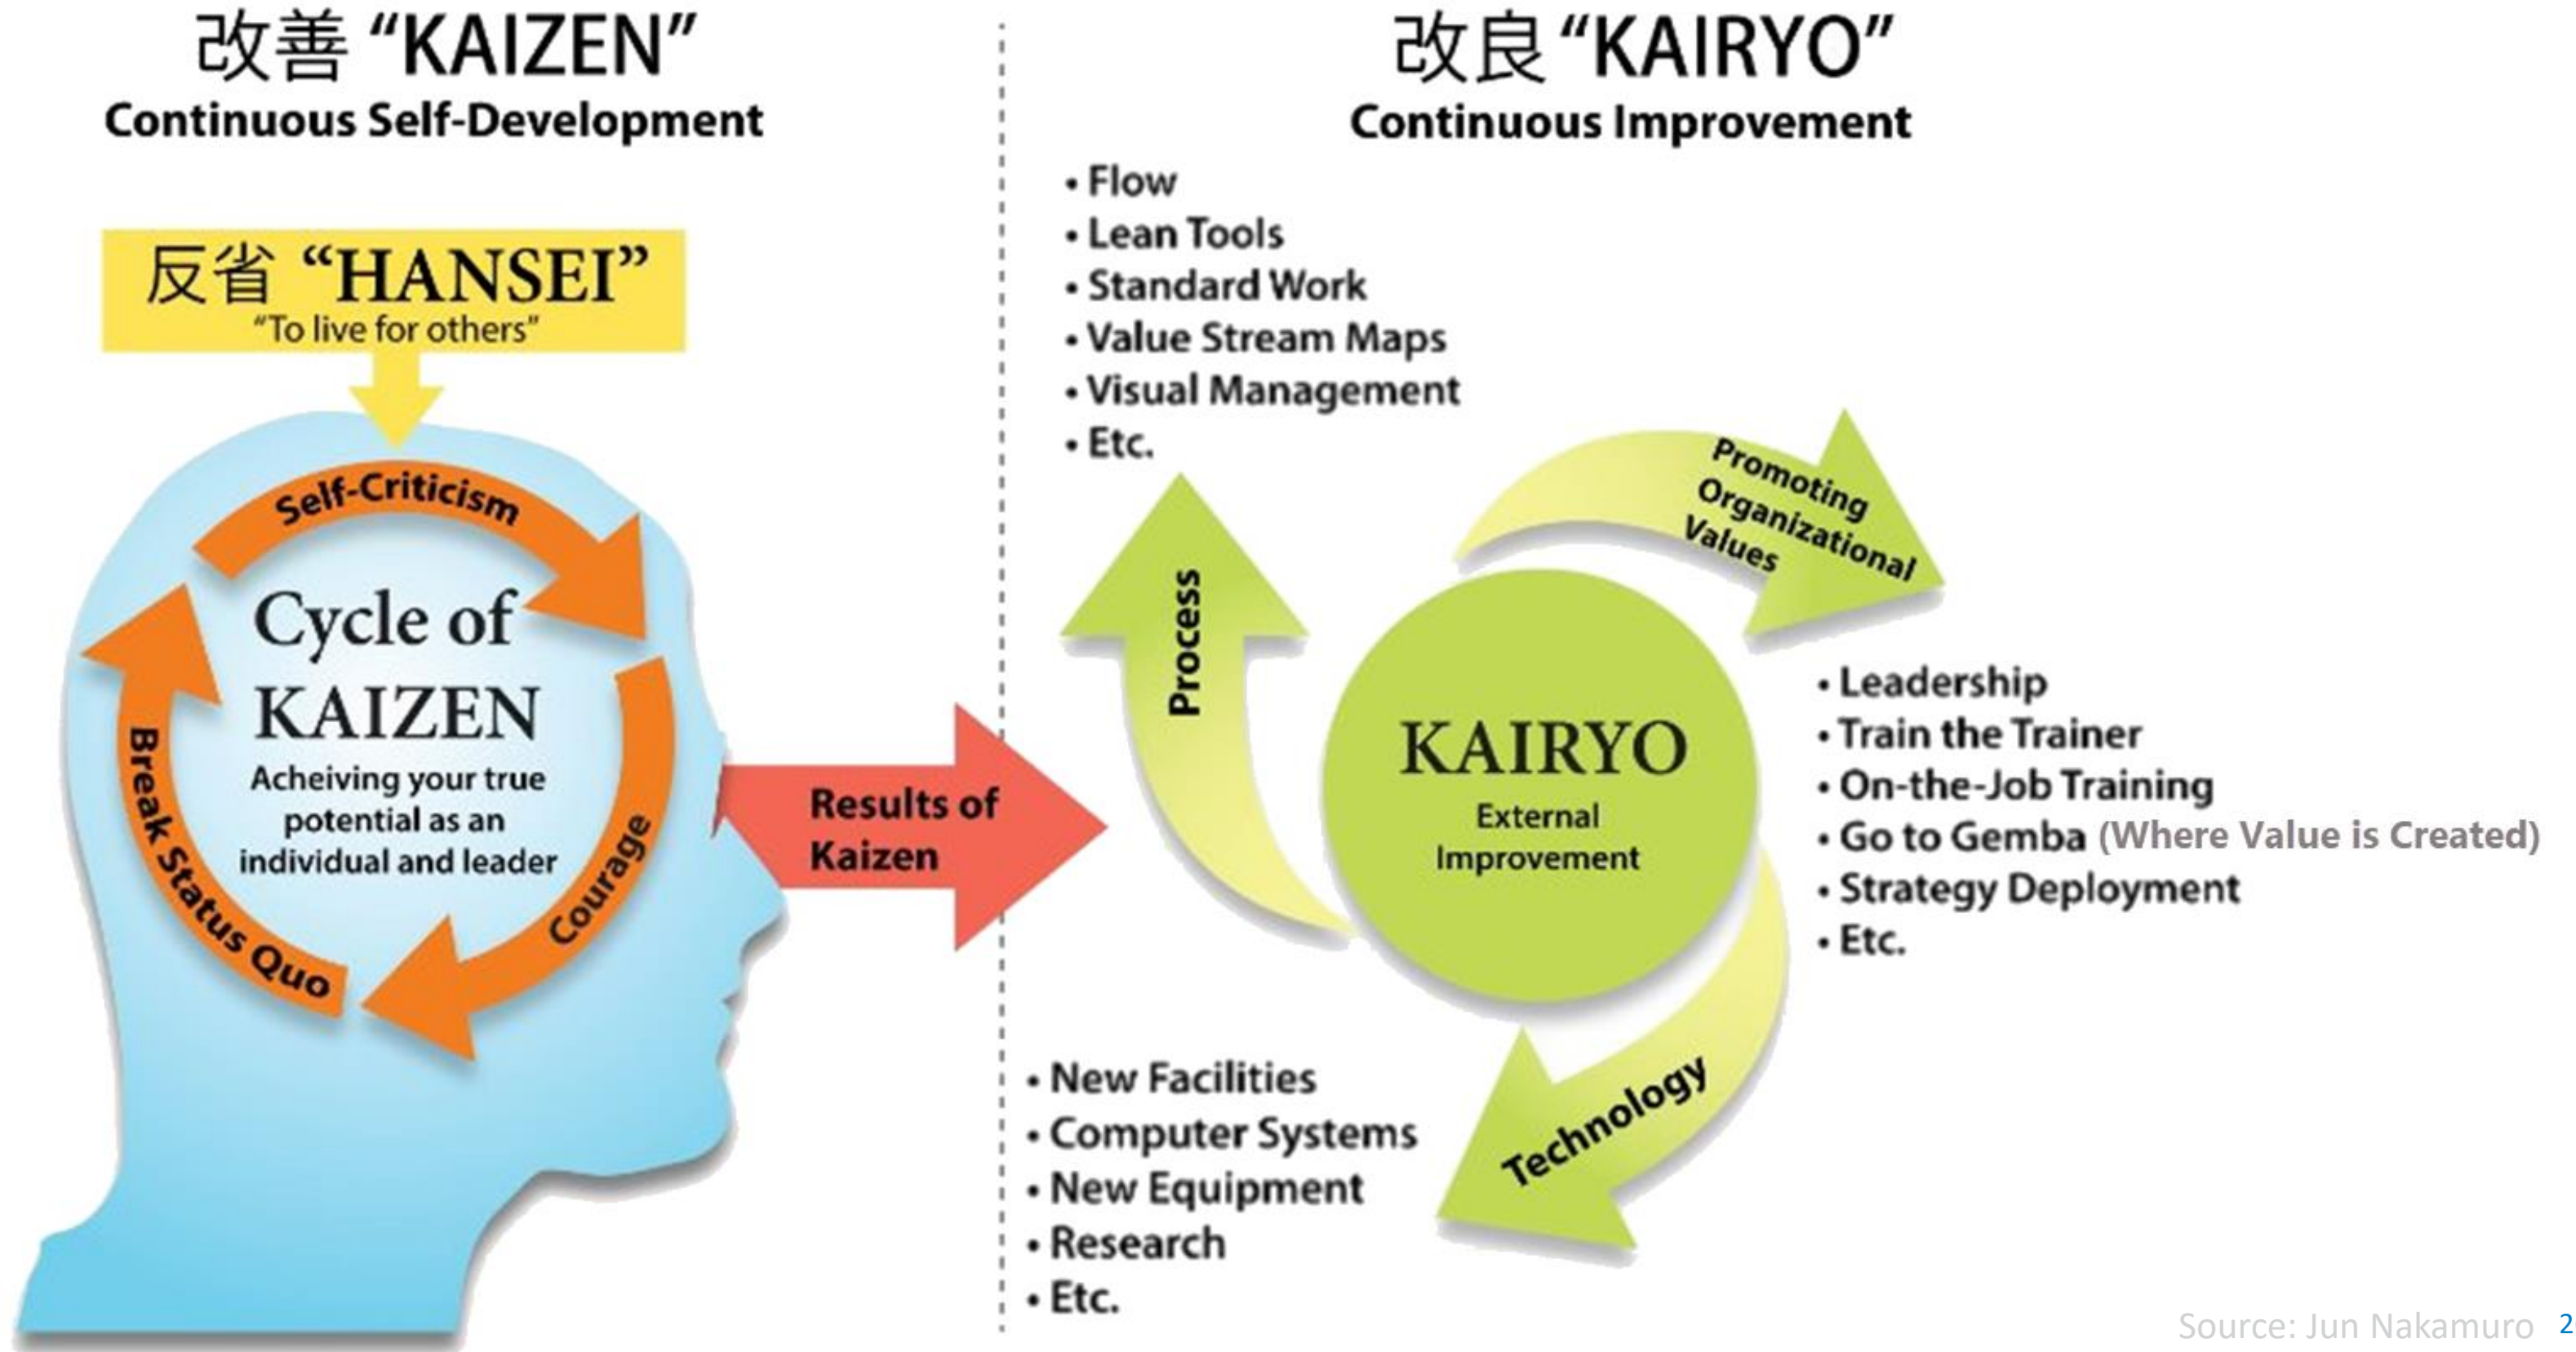 改善 “KAIZEN”
Continuous Self-Development
反省 “HANSEI”
“To live for others”
Self-Criticism
Courage
Break Status Quo
Cycle of
KAIZEN
Acheiving your true
potential as an
individual and leader
Results of
Kaizen
改良 “KAIRYO”
Continuous Improvement
• Flow
• Lean Tools
• Standard Work
• Value Stream Maps
• Visual Management
• Etc.
Process
Promoting
Organizational
Values
KAIRYO
External
Improvement
• Leadership
• Train the Trainer
• On-the-Job Training
• Go to Gemba (Where Value is Created)
• Strategy Deployment
• Etc.
Technology
• New Facilities
• Computer Systems
• New Equipment
• Research
• Etc.
Source: Jun Nakamuro 2